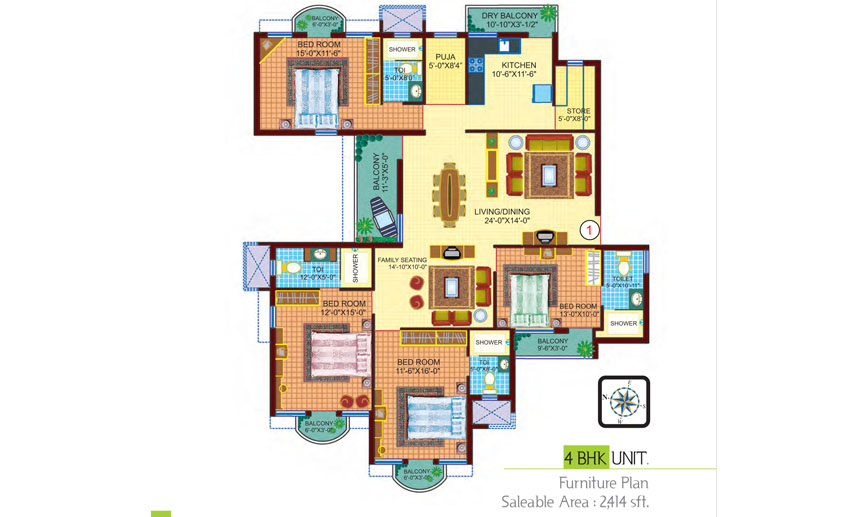 BALCONY
6'-0"X3'-0"
DRY BALCONY
10'-10"X3'-1/2"
BED ROOM
15'-0"X11'-6"
SHOWER
TOI
5'-0"X8'0"
PUJA
5'-0"X8'4"
KITCHEN
10'-6"X11'-6"
STORE
5'-0"X8'-0"
BALCONY
11'-3"X5'-0"
LIVING/DINING
24'-0"X14'-0"
1
TOI
12'-0"X5'-0"
SHOWER
FAMILY SEATING
14'-10"X10'-0"
TOILET
5'-0"X10'-11"
BED ROOM
12'-0"X15'-0"
BED ROOM
13'-0"X10'-0"
SHOWER
BALCONY
9'-6"X3'-0"
SHOWER
TOI
5'-0"X8'-0"
BED ROOM
11'-6"X16'-0"
BALCONY
6'-0"X3'-0"
BALCONY
6'-0"X3'-0"
E
N
S
W
4 BHK UNIT.
Furniture Plan
Saleable Area : 2,414 sft.